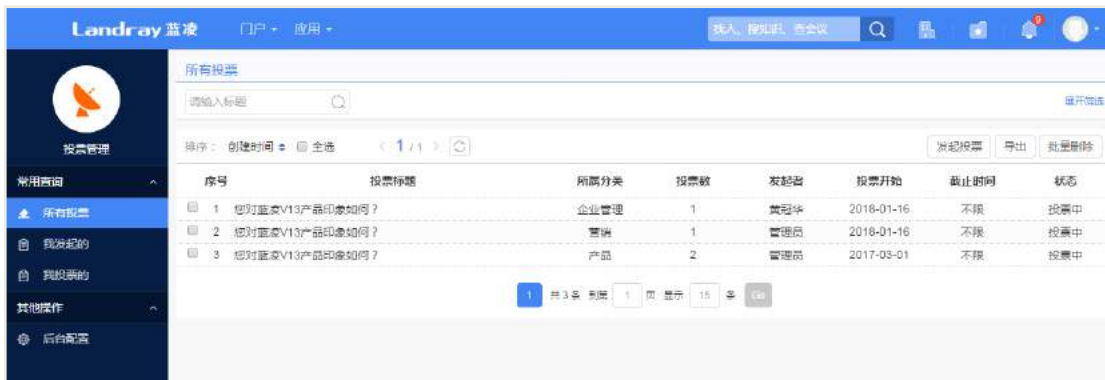 Landray 蓝凌 门户 应用 找人、搜知识、查会议 9
所有投票
请输入标题 展开筛选
投票管理
排序： 创建时间 全选 1 / 1 发起投票 导出 批量删除
常用查询
序号 投票标题 所属分类 投票数 发起者 投票开始 截止时间 状态
所有投票
1 您对蓝凌V13产品印象如何？ 企业管理 1 黄冠华 2018-01-16 不限 投票中
2 您对蓝凌V13产品印象如何？ 营销 1 管理员 2018-01-16 不限 投票中
我发起的
3 您对蓝凌V13产品印象如何？ 产品 2 管理员 2017-03-01 不限 投票中
我投票的
1 共3条 到第 1 页 显示 15 条 Go
其他操作
后台配置